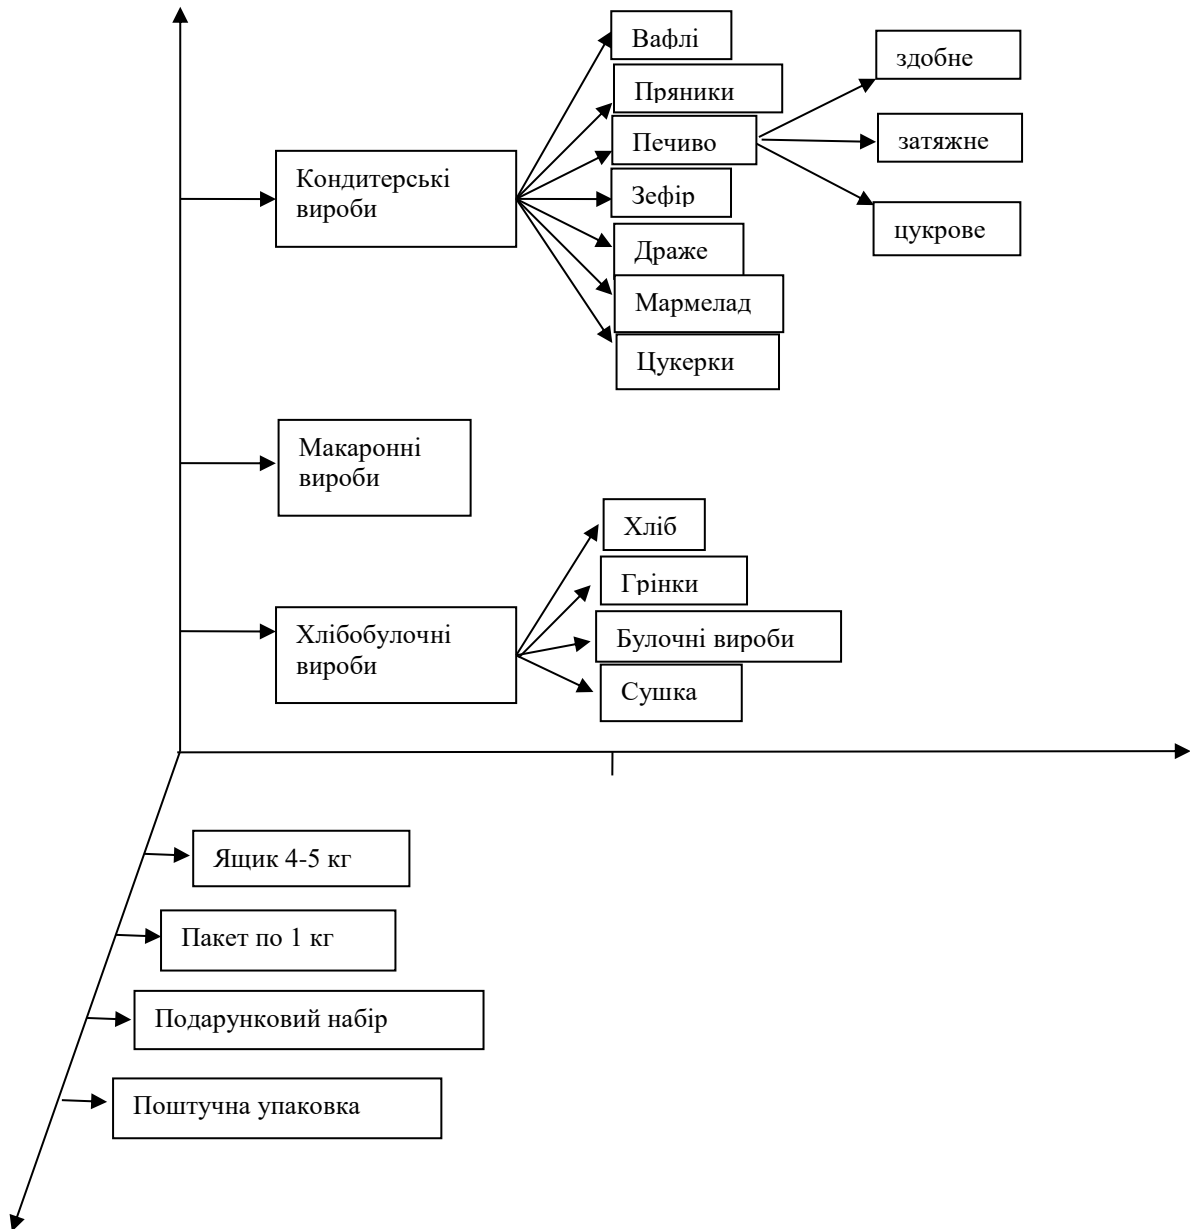 Вафлі
Пряники
Печиво
Зефір
Драже
Мармелад
Цукерки
здобне
затяжне
цукрове
Кондитерські
вироби
Макаронні
вироби
Хлібобулочні
вироби
Хліб
Грінки
Булочні вироби
Сушка
Ящик 4-5 кг
Пакет по 1 кг
Подарунковий набір
Поштучна упаковка